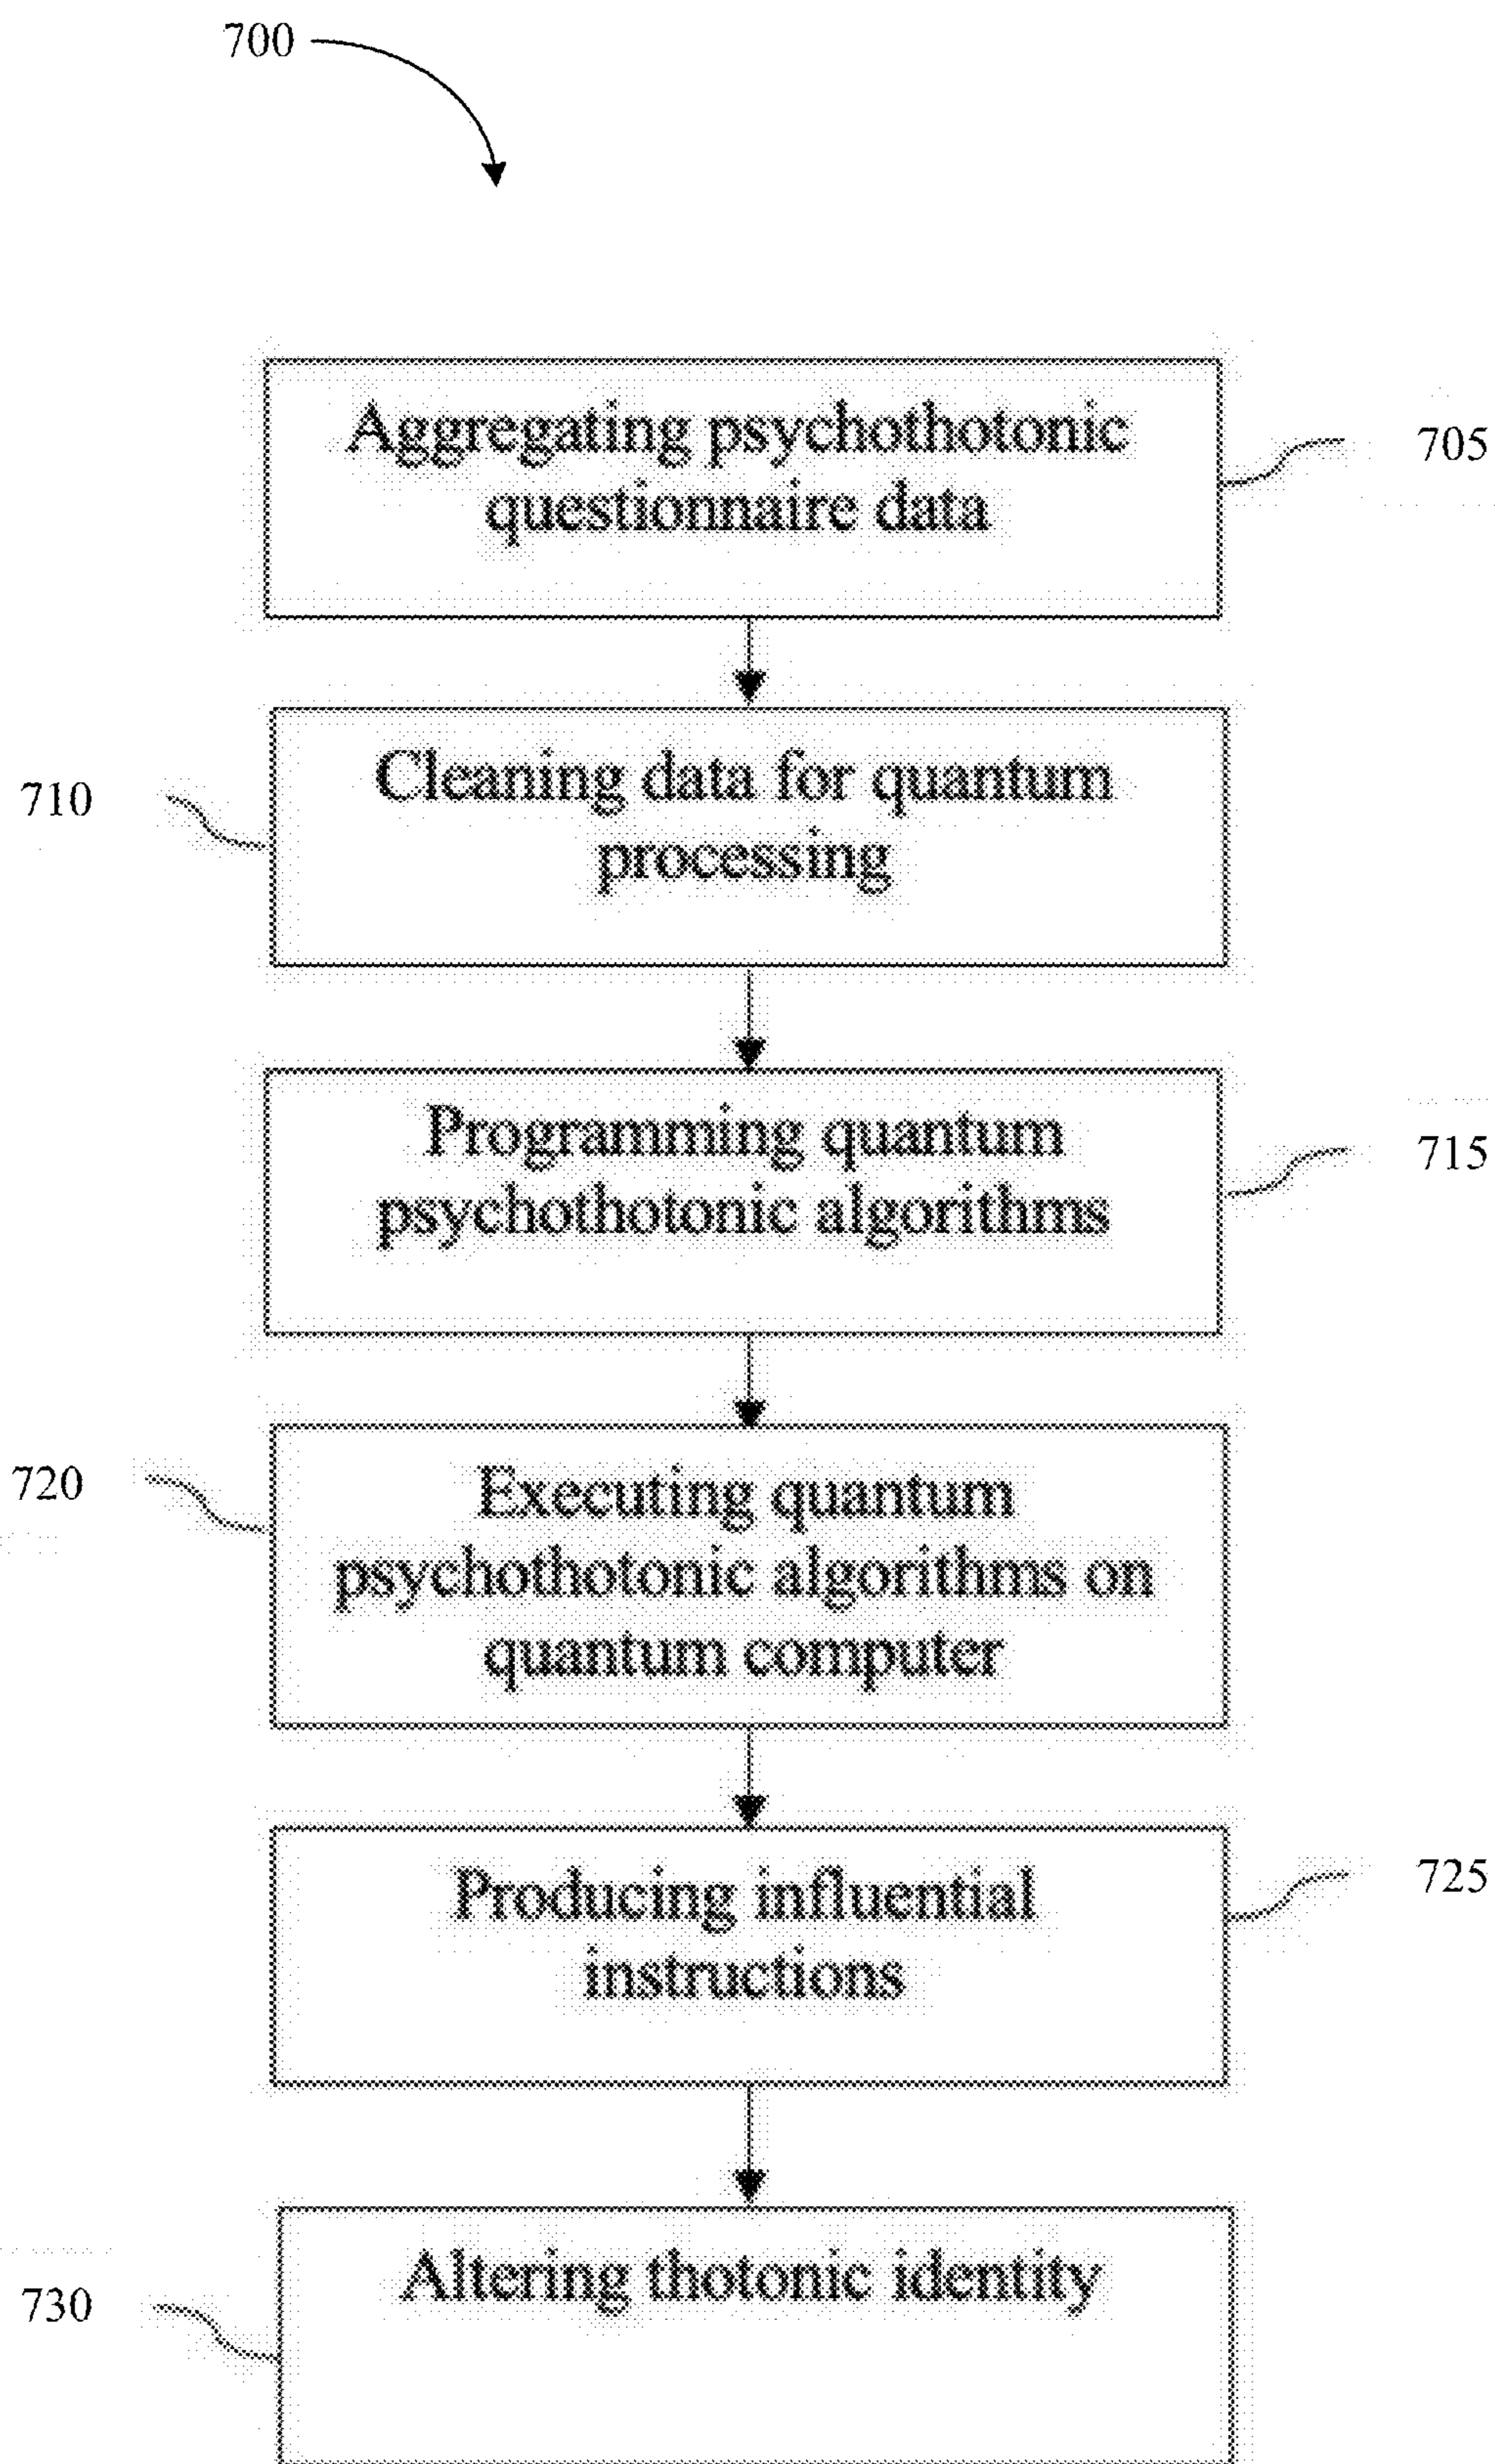 700
Aggregating psychothotonic
questionnaire data
705
Cleaning data for quantum
processing
710
Programming quantum
psychothotonic algorithms
715
Executing quantum
psychothotonic algorithms on
quantum computer
720
Producing influential
instructions
725
Altering thotonic identity
730